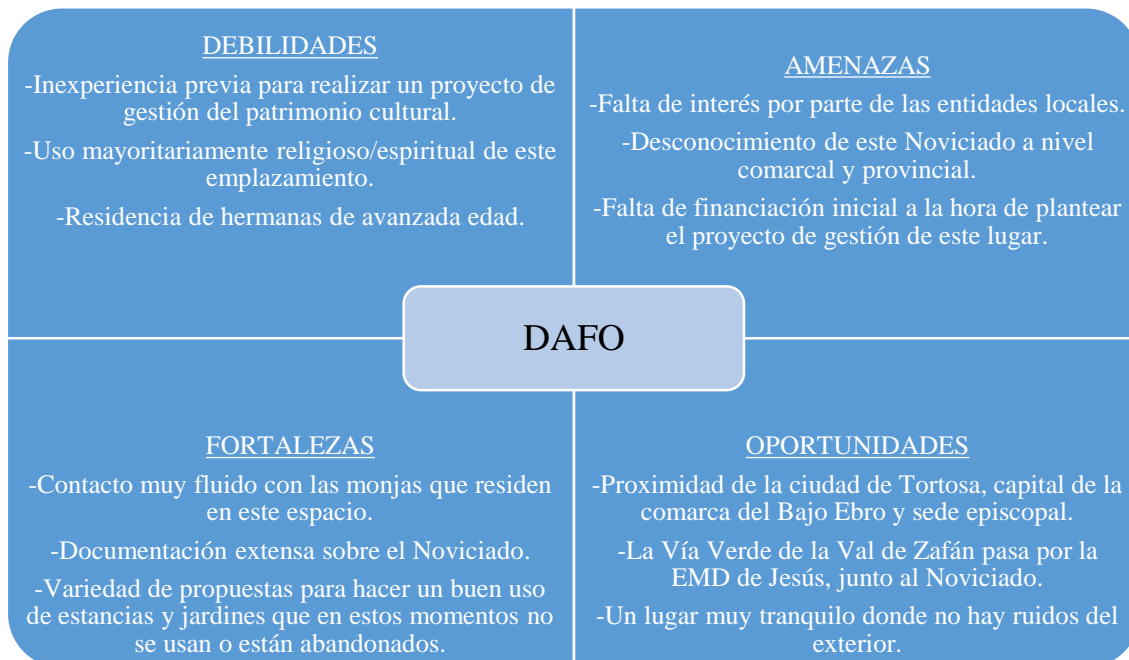 DEBILIDADES
-Inexperiencia previa para realizar un proyecto de
gestión del patrimonio cultural.
-Uso mayoritariamente religioso/espiritual de este
emplazamiento.
-Residencia de hermanas de avanzada edad.
AMENAZAS
-Falta de interés por parte de las entidades locales.
-Desconocimiento de este Noviciado a nivel
comarcal y provincial.
-Falta de financiación inicial a la hora de plantear
el proyecto de gestión de este lugar.
DAFO
FORTALEZAS
-Contacto muy fluido con las monjas que residen
en este espacio.
-Documentación extensa sobre el Noviciado.
-Variedad de propuestas para hacer un buen uso
de estancias y jardines que en estos momentos no
se usan o están abandonados.
OPORTUNIDADES
-Proximidad de la ciudad de Tortosa, capital de la
comarca del Bajo Ebro y sede episcopal.
-La Vía Verde de la Val de Zafán pasa por la
EMD de Jesús, junto al Noviciado.
-Un lugar muy tranquilo donde no hay ruidos del
exterior.